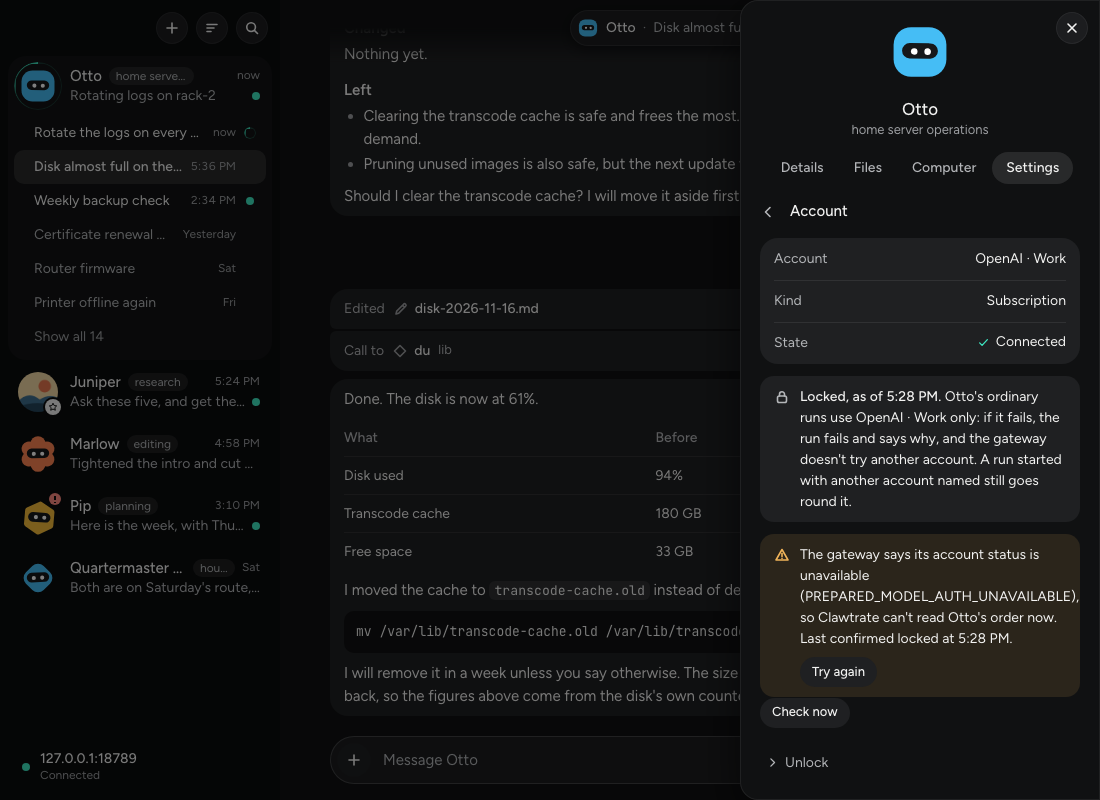 Otto
home serve...
now
Rotating logs on rack-2
Rotate the logs on every ...
now
Disk almost full on the...
5:36 PM
Weekly backup check
2:34 PM
Certificate renewal ...
Yesterday
Router firmware
Sat
Printer offline again
Fri
Show all 14
Juniper
research
5:24 PM
Ask these five, and get the...
Marlow
editing
4:58 PM
Tightened the intro and cut ...
Pip
planning
3:10 PM
Here is the week, with Thu...
Quartermaster ...
hou...
Sat
Both are on Saturday's route,...
127.0.0.1:18789
Connected
Otto · Disk almost fu
Changed
Nothing yet.
Left
• Clearing the transcode cache is safe and frees the most.
demand.
• Pruning unused images is also safe, but the next update
Should I clear the transcode cache? I will move it aside first
Edited
disk-2026-11-16.md
Call to
du
lib
Done. The disk is now at 61%.
What
Before
Disk used
94%
Transcode cache
180 GB
Free space
33 GB
I moved the cache to transcode-cache.old instead of de
mv /var/lib/transcode-cache.old /var/lib/transcod
I will remove it in a week unless you say otherwise. The size
back, so the figures above come from the disk's own count
Message Otto
Otto
home server operations
Details
Files
Computer
Settings
Account
Account
OpenAI · Work
Kind
Subscription
State
Connected
Locked, as of 5:28 PM. Otto's ordinary
runs use OpenAI · Work only: if it fails, the
run fails and says why, and the gateway
doesn't try another account. A run started
with another account named still goes
round it.
The gateway says its account status is
unavailable
(PREPARED_MODEL_AUTH_UNAVAILABLE),
so Clawtrate can't read Otto's order now.
Last confirmed locked at 5:28 PM.
Try again
Check now
Unlock